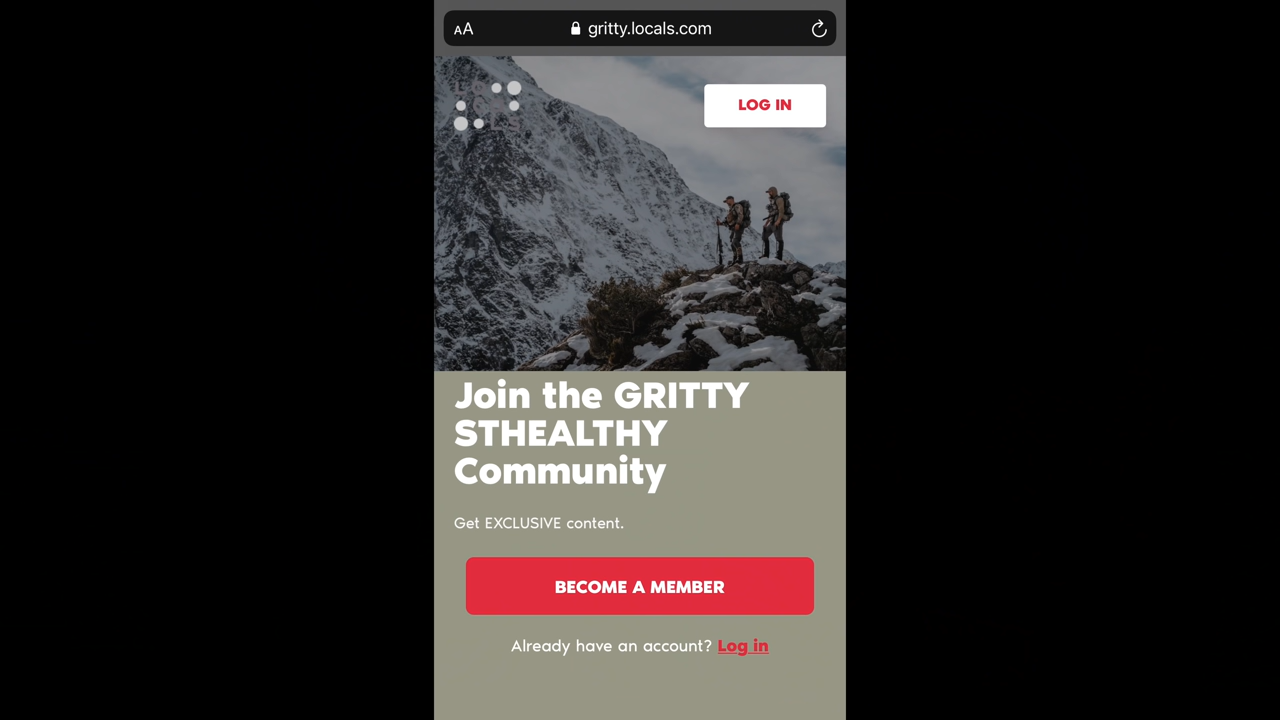 AA gritty.locals.com
LOG IN
Join the GRITTY
STHEALTHY
Community
Get EXCLUSIVE content.
BECOME A MEMBER
Already have an account? Log in